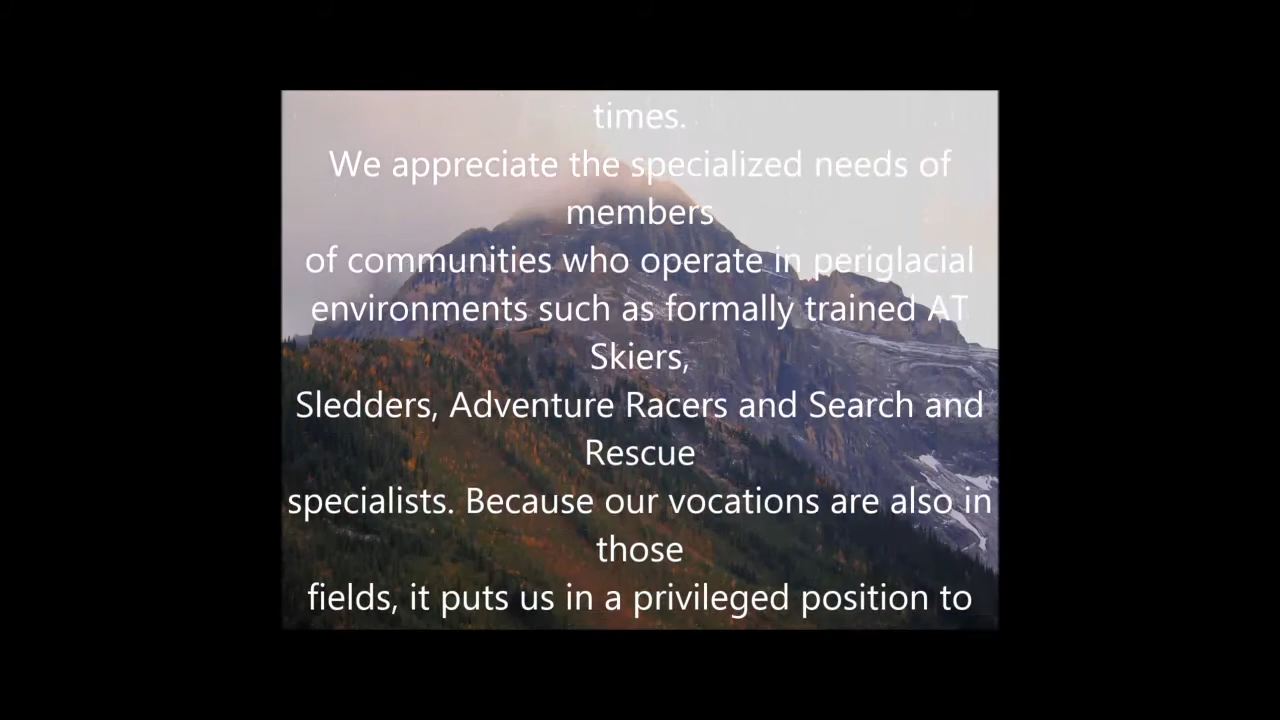 times.
We appreciate the specialized needs of
members
of communities who operate in periglacial
environments such as formally trained AT
Skiers,
Sledders, Adventure Racers and Search and
Rescue
specialists. Because our vocations are also in
those
fields, it puts us in a privileged position to